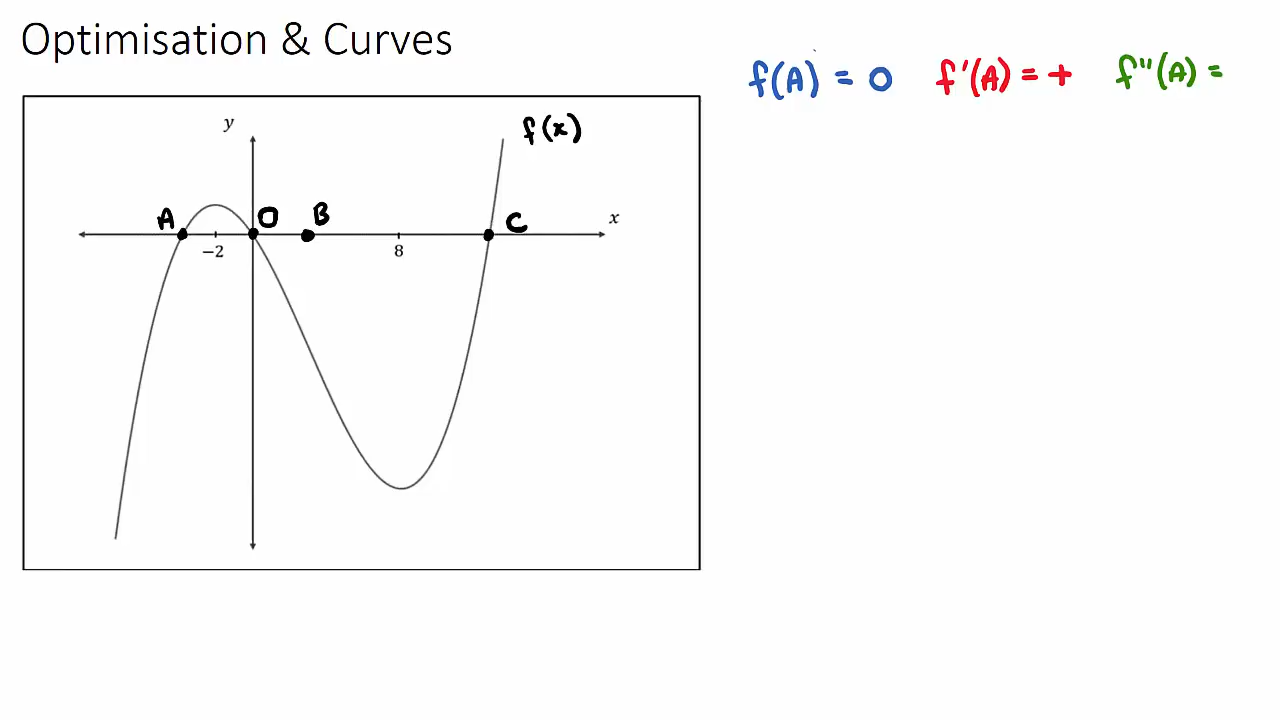 Optimisation & Curves
f(A) = 0 f'(A) = + f''(A) =
y
f(x)
A O B C x
−2 8